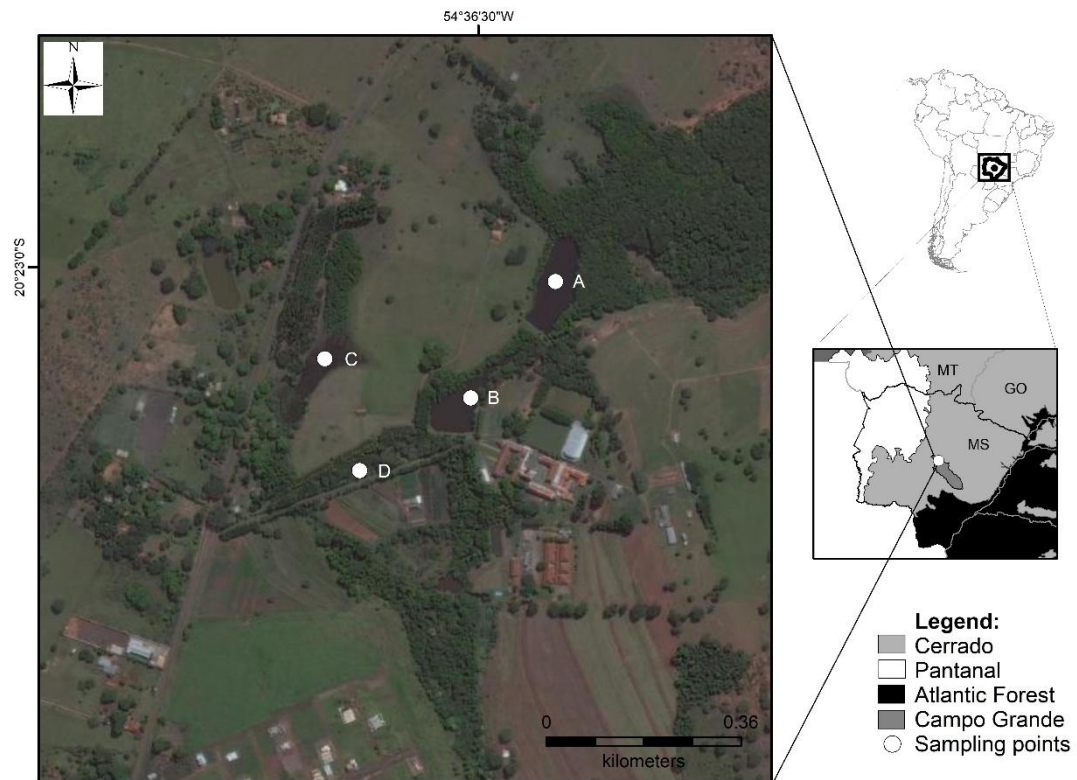 54°36'30"W
N
20°23'0"S
A
C
B
D
0 0.36
kilometers
MT
GO
MS
Legend:
Cerrado
Pantanal
Atlantic Forest
Campo Grande
Sampling points